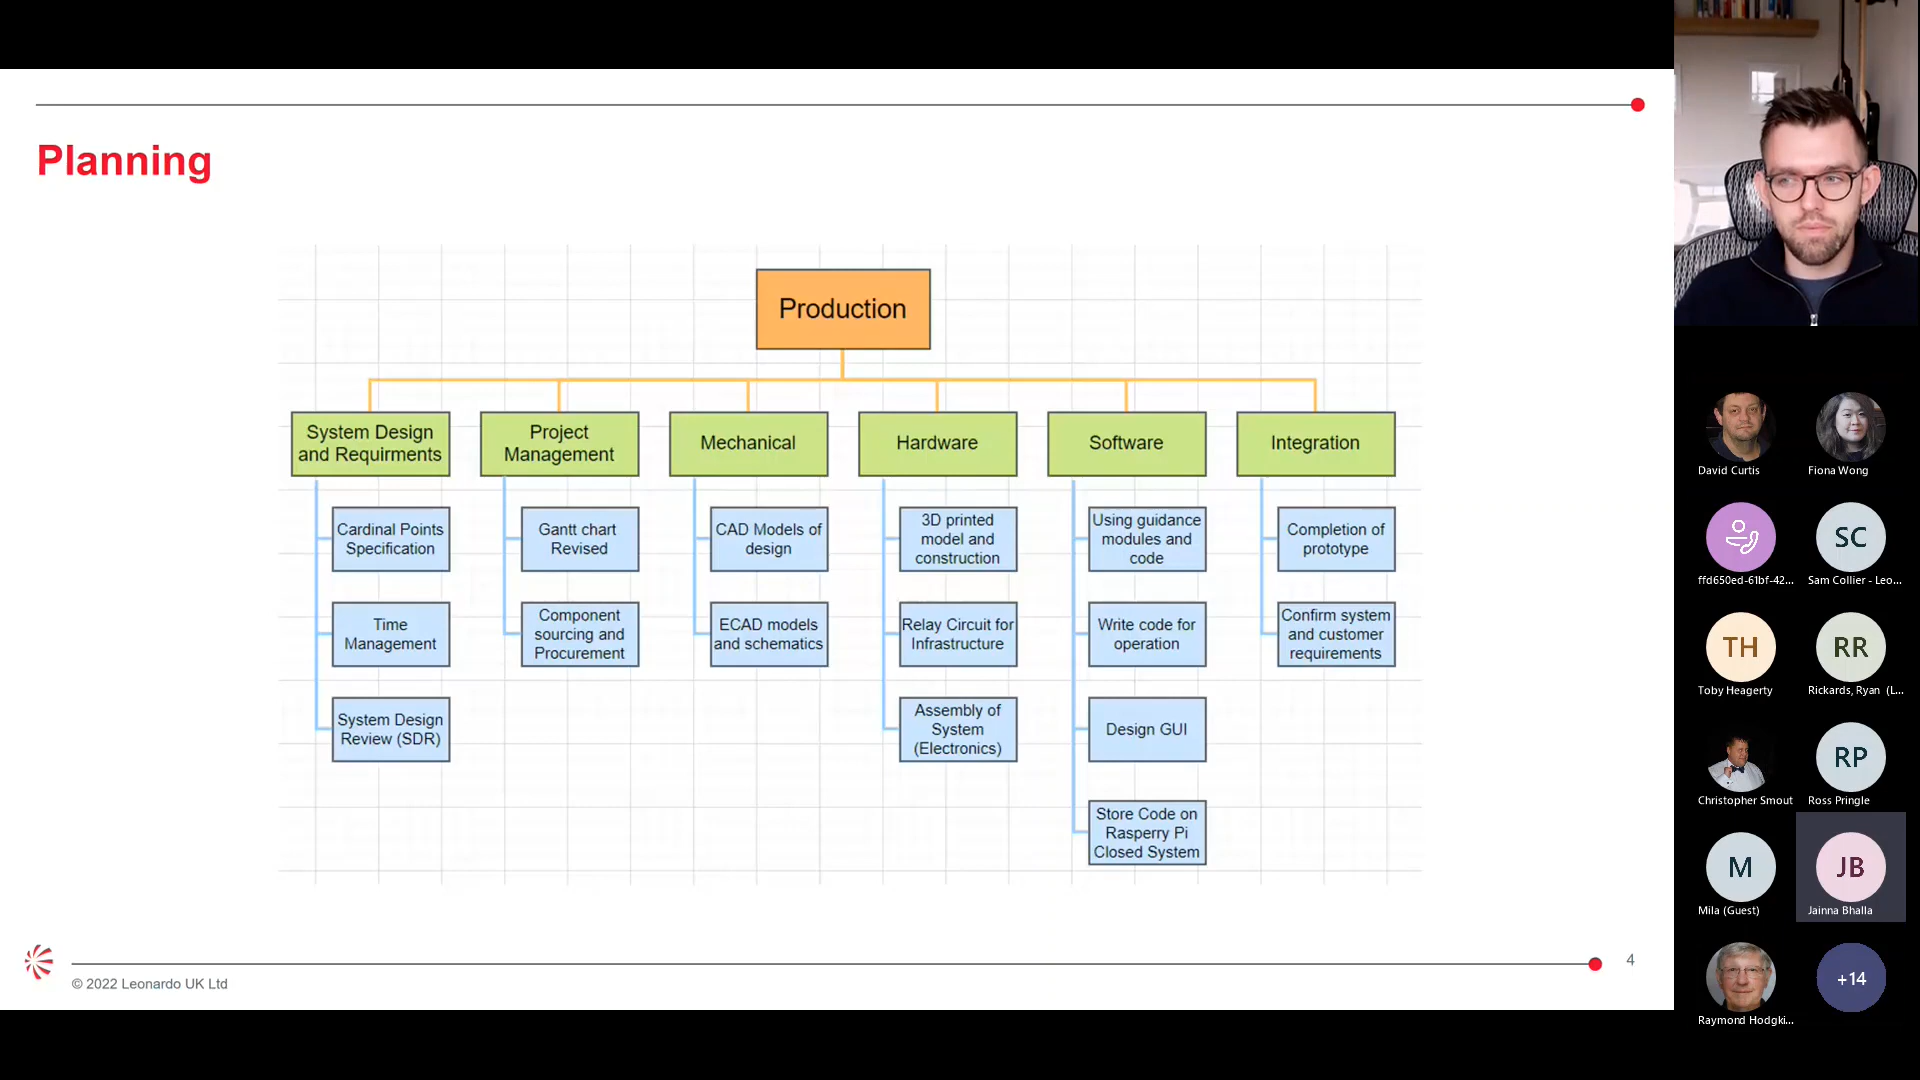 Planning
Production
System Design
and Requirments
Project
Management
Mechanical
Hardware
Software
Integration
Cardinal Points
Specification
Time
Management
System Design
Review (SDR)
Gantt chart
Revised
Component
sourcing and
Procurement
CAD Models of
design
ECAD models
and schematics
3D printed
model and
construction
Relay Circuit for
Infrastructure
Assembly of
System
(Electronics)
Using guidance
modules and
code
Write code for
operation
Design GUI
Store Code on
Rasperry Pi
Closed System
Completion of
prototype
Confirm system
and customer
requirements
© 2022 Leonardo UK Ltd
4
David Curtis
Fiona Wong
ffd650ed-61bf-42...
SC
Sam Collier - Leo...
TH
Toby Heagerty
RR
Rickards, Ryan (L...
Christopher Smout
RP
Ross Pringle
M
Mila (Guest)
JB
Jainna Bhalla
Raymond Hodgki...
+14